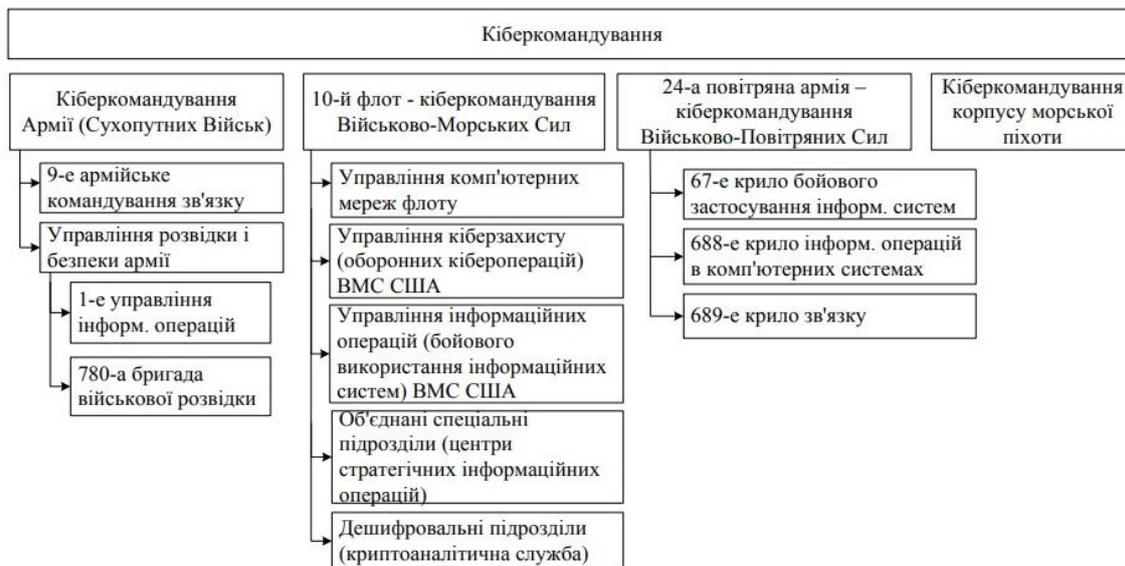 Кіберкомандування
Кіберкомандування
Армії (Сухопутних Військ)
9-е армійське
командування зв'язку
Управління розвідки і
безпеки армії
1-е управління
інформ. операцій
780-а бригада
військової розвідки
10-й флот - кіберкомандування
Військово-Морських Сил
Управління комп'ютерних
мереж флоту
Управління кіберзахисту
(оборонних кібероперацій)
ВМС США
Управління інформаційних
операцій (бойового
використання інформаційних
систем) ВМС США
Об'єднані спеціальні
підрозділи (центри
стратегічних інформаційних
операцій)
Дешифровальні підрозділи
(криптоаналітична служба)
24-а повітряна армія –
кіберкомандування
Військово-Повітряних Сил
67-е крило бойового
застосування інформ. систем
688-е крило інформ. операцій
в комп'ютерних системах
689-е крило зв'язку
Кіберкомандування
корпусу морської
піхоти